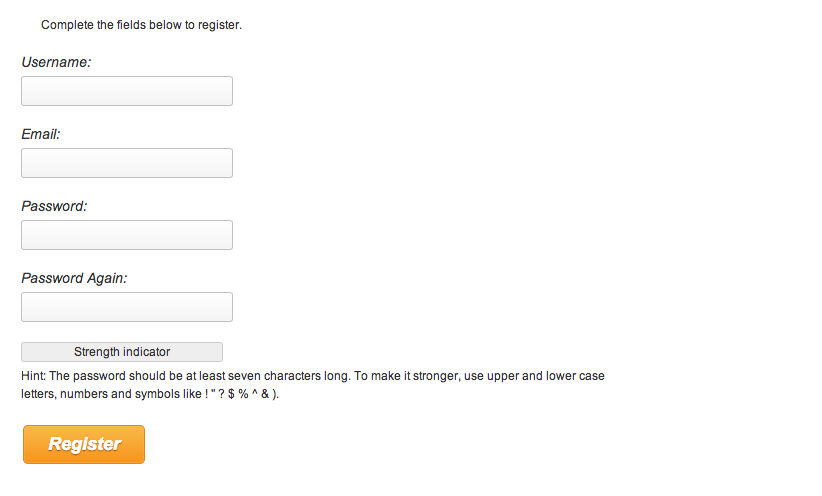 Complete the fields below to register.
Username:
Email:
Password:
Password Again:
Strength indicator
Hint: The password should be at least seven characters long. To make it stronger, use upper and lower case
letters, numbers and symbols like ! " ? $ % ^ & ).
Register